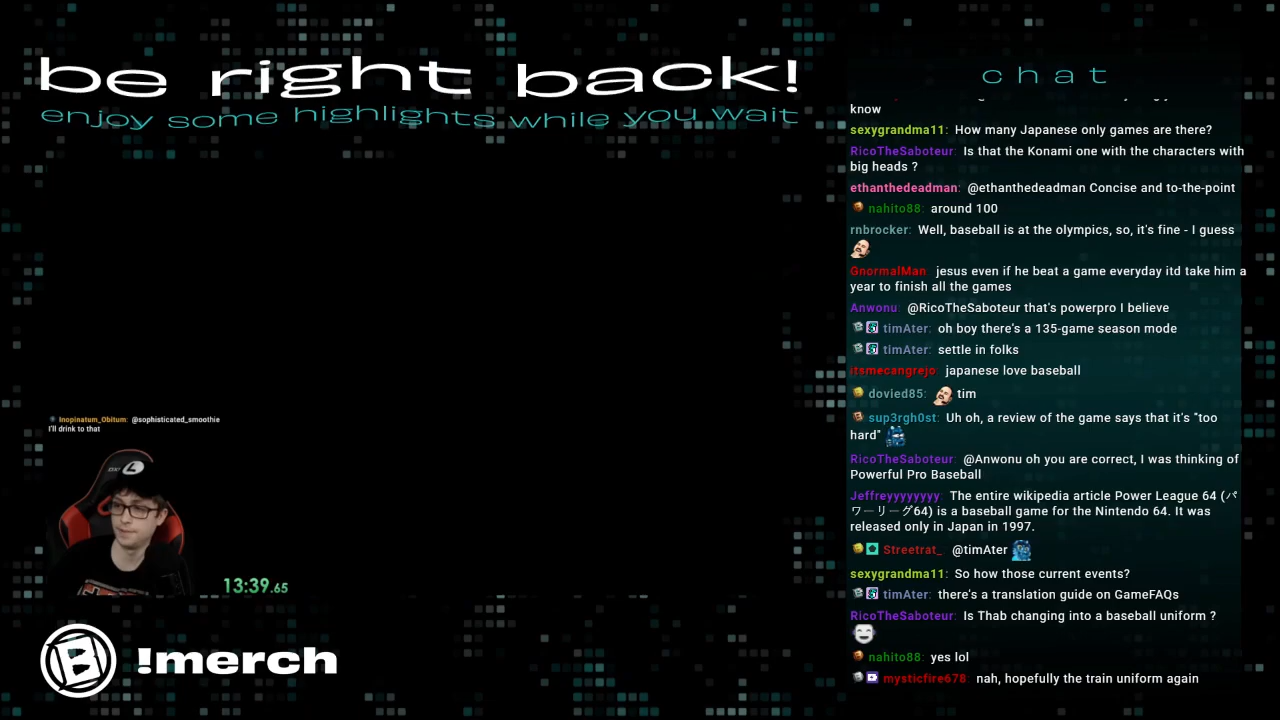 be right back!
enjoy some highlights while you wait
chat
know
sexygrandma11: How many Japanese only games are there?
RicoTheSaboteur: Is that the Konami one with the characters with
big heads ?
ethanthedeadman: @ethanthedeadman Concise and to-the-point
nahito88: around 100
rnbrocker: Well, baseball is at the olympics, so, it's fine - I guess
GnormalMan: jesus even if he beat a game everyday itd take him a
year to finish all the games
Anwonu: @RicoTheSaboteur that's powerpro I believe
timAter: oh boy there's a 135-game season mode
timAter: settle in folks
itsmecangrejo: japanese love baseball
dovied85: tim
sup3rgh0st: Uh oh, a review of the game says that it's "too
hard"
RicoTheSaboteur: @Anwonu oh you are correct, I was thinking of
Powerful Pro Baseball
Jeffreyyyyyyyy: The entire wikipedia article Power League 64 (パ
ワーリーグ64) is a baseball game for the Nintendo 64. It was
released only in Japan in 1997.
Streetrat_ @timAter
sexygrandma11: So how those current events?
timAter: there's a translation guide on GameFAQs
RicoTheSaboteur: Is Thab changing into a baseball uniform ?
nahito88: yes lol
mysticfire678: nah, hopefully the train uniform again
Inopinatum_Obitum: @sophisticated_smoothie
I'll drink to that
13:39.65
B !merch